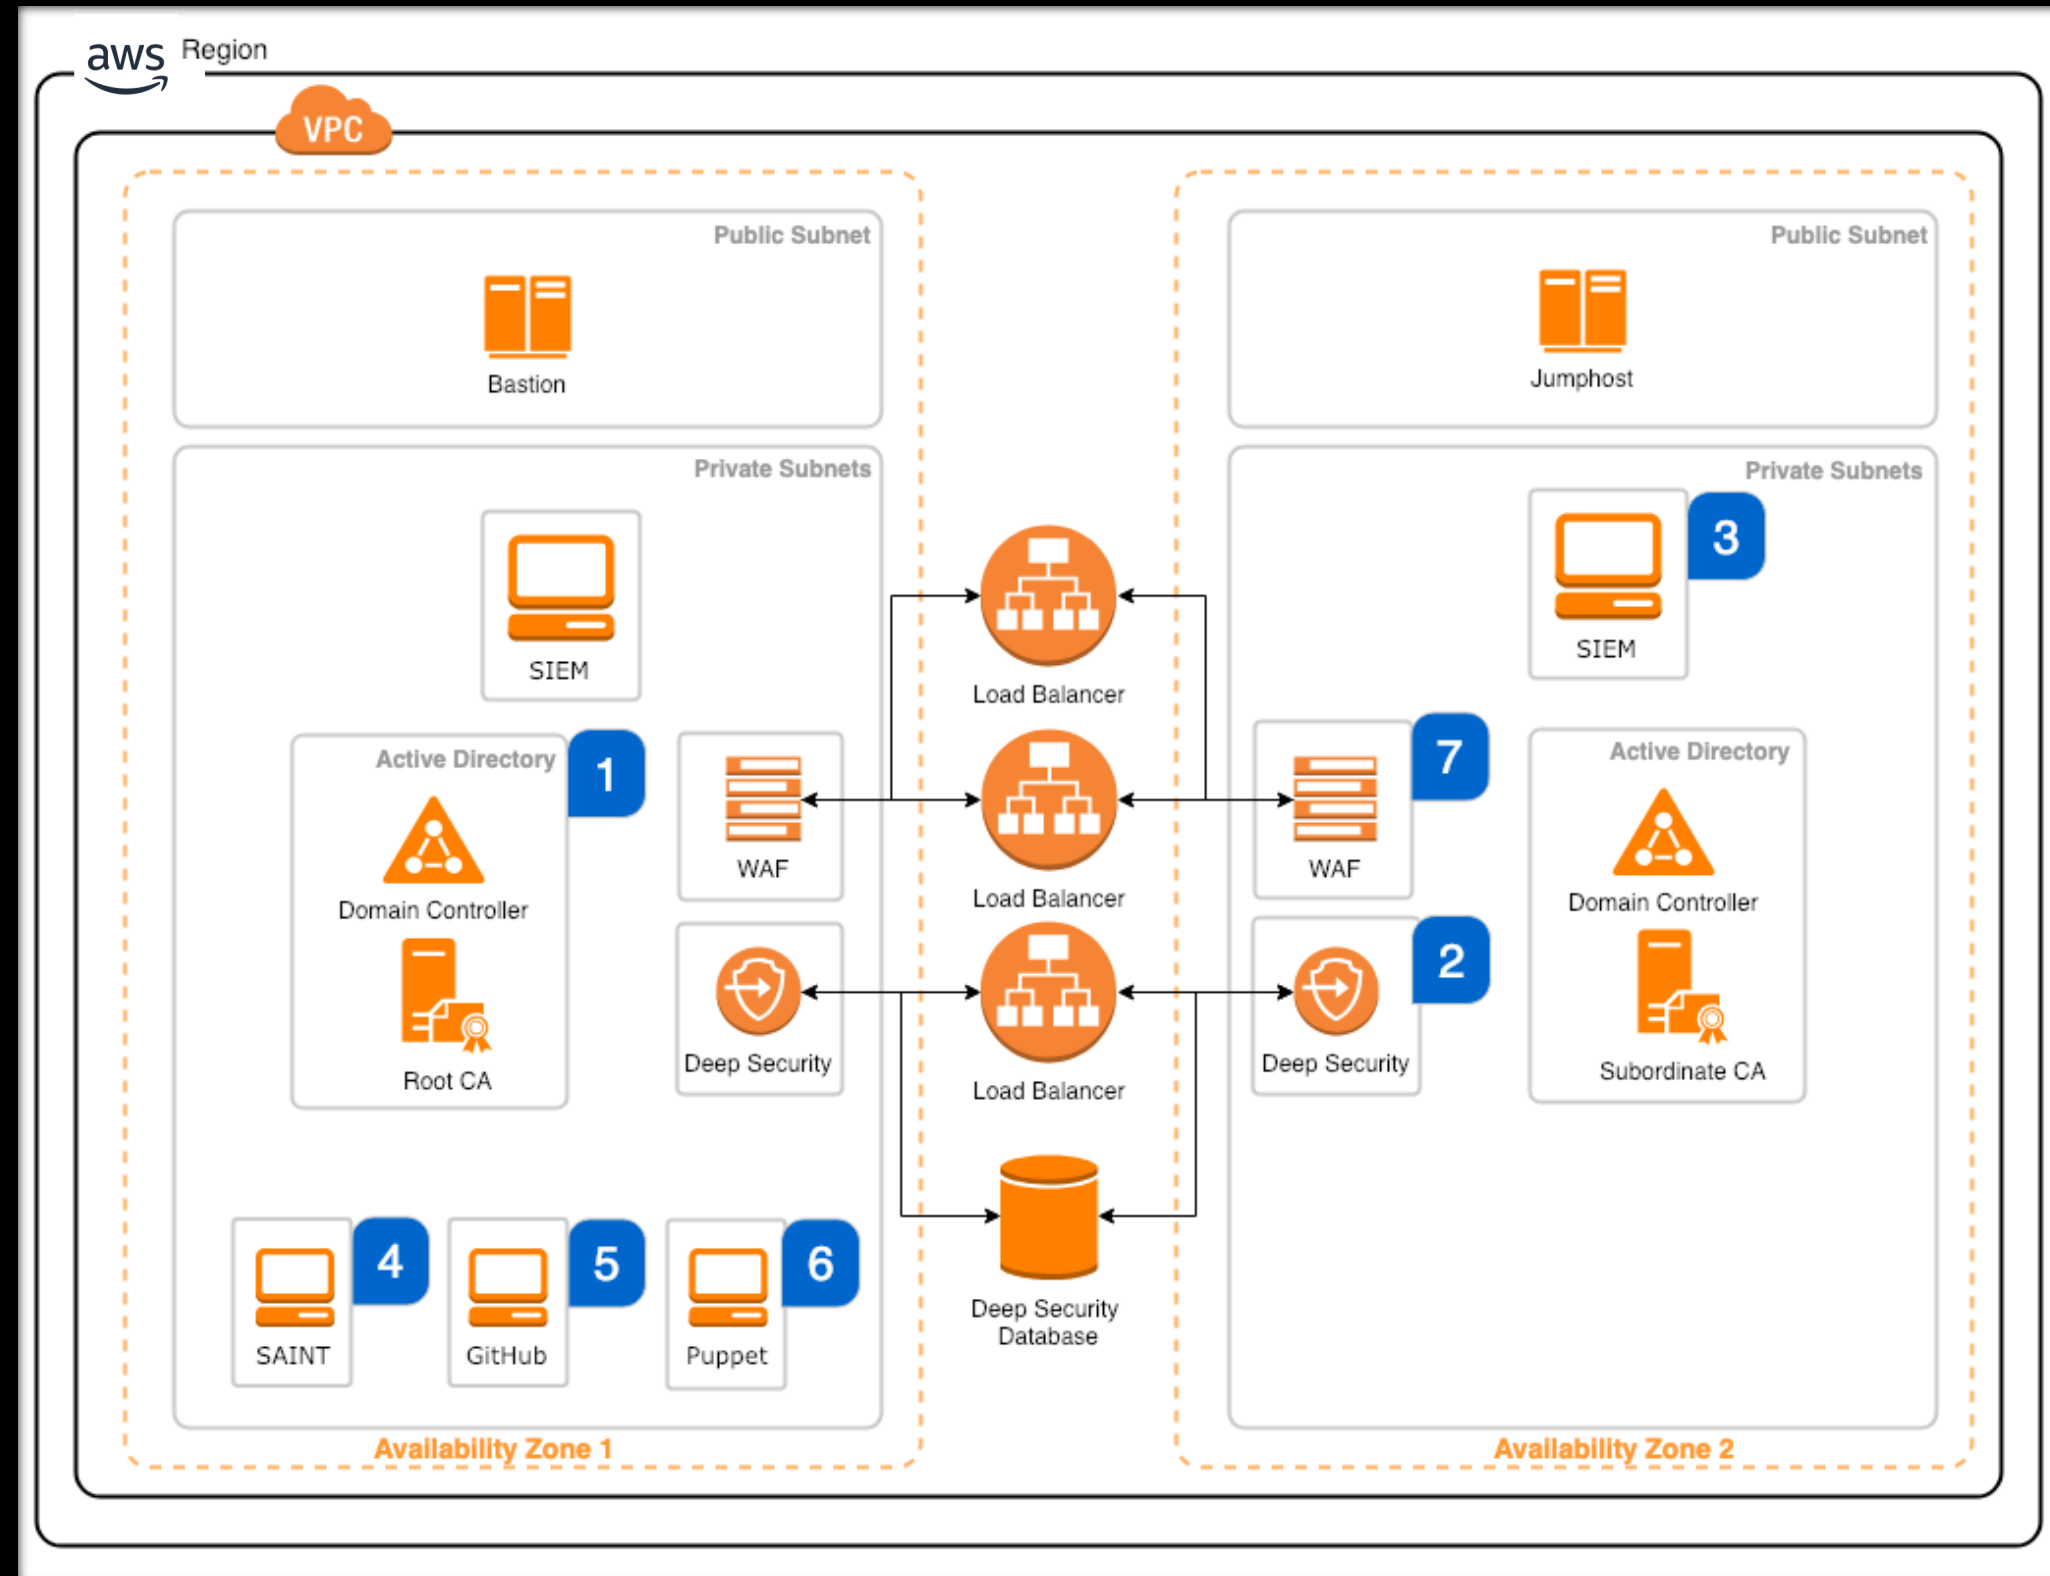 aws Region
VPC
Public Subnet
Bastion
Private Subnets
SIEM
Active Directory
1
Domain Controller
Root CA
WAF
Deep Security
SAINT
4
GitHub
5
Puppet
6
Availability Zone 1
Load Balancer
Load Balancer
Load Balancer
Deep Security
Database
Public Subnet
Jumphost
Private Subnets
SIEM
3
WAF
7
Deep Security
2
Active Directory
Domain Controller
Subordinate CA
Availability Zone 2